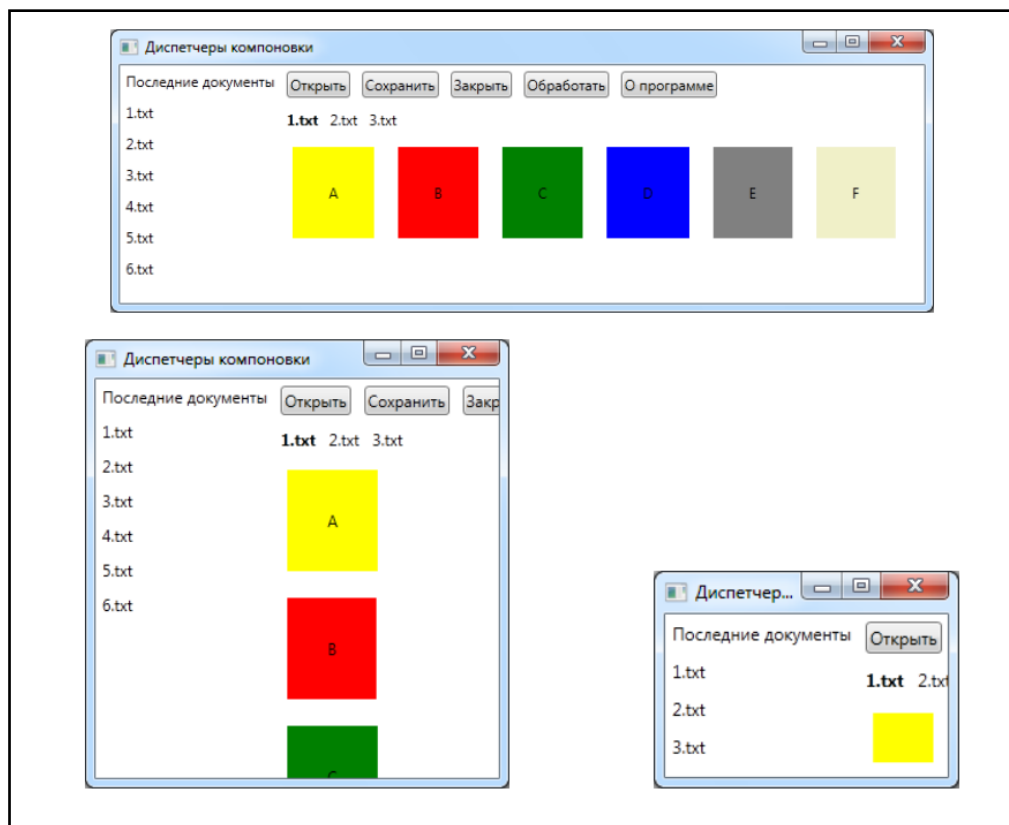 Диспетчеры компоновки
Последние документы Открыть Сохранить Закрыть Обработать О программе
1.txt
1.txt 2.txt 3.txt
2.txt
3.txt
4.txt
5.txt
6.txt
A B C D E F
Диспетчеры компоновки
Последние документы Открыть Сохранить Закр
1.txt
1.txt 2.txt 3.txt
2.txt
3.txt
4.txt
5.txt
6.txt
A
B
C
Диспетчер...
Последние документы Открыть
1.txt
1.txt 2.txt
2.txt
3.txt